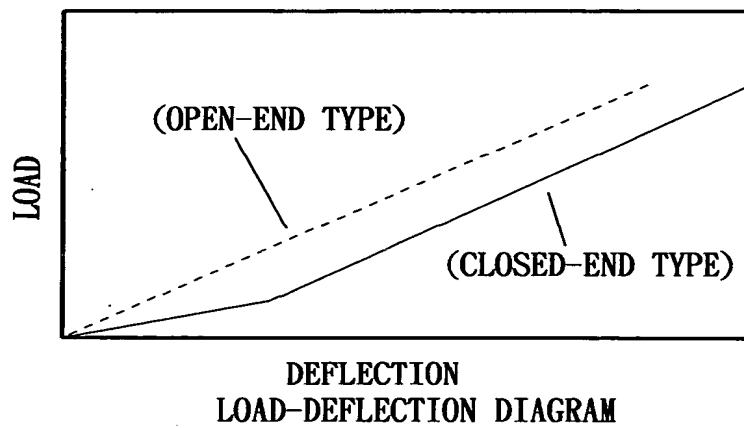 (OPEN-END TYPE)
LOAD
(CLOSED-END TYPE)
DEFLECTION
LOAD-DEFLECTION DIAGRAM